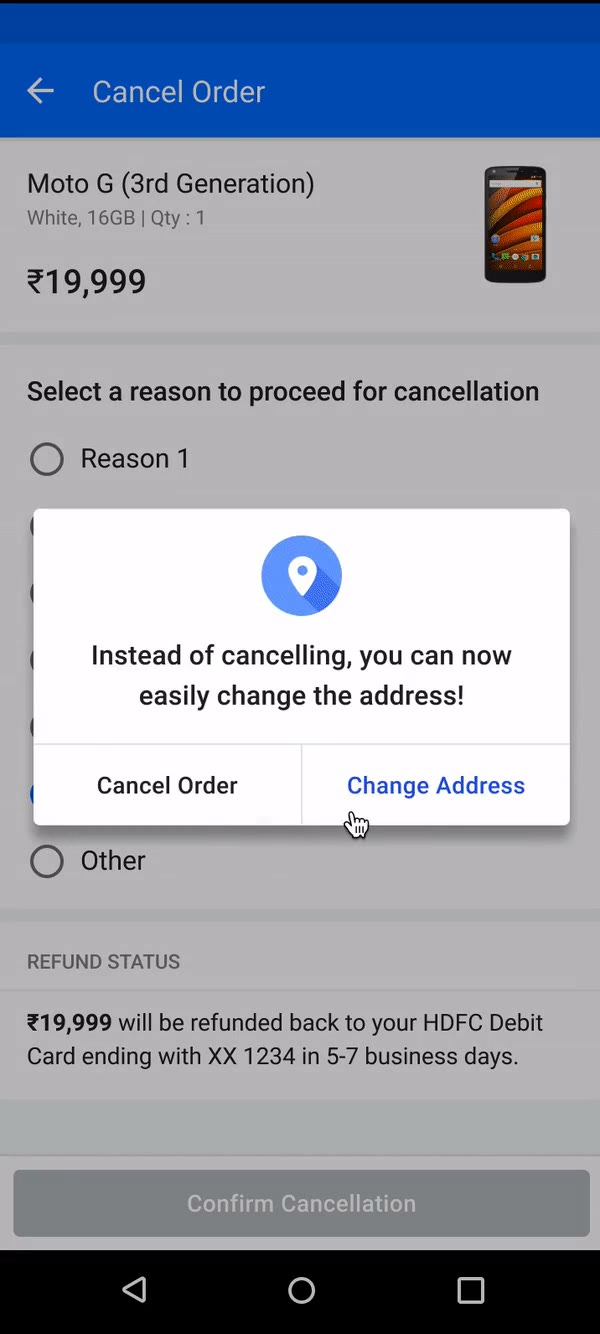 Cancel Order
Moto G (3rd Generation)
White, 16GB | Qty : 1
₹19,999
Select a reason to proceed for cancellation
Reason 1
Instead of cancelling, you can now
easily change the address!
Cancel Order
Change Address
Other
REFUND STATUS
₹19,999 will be refunded back to your HDFC Debit
Card ending with XX 1234 in 5-7 business days.
Confirm Cancellation